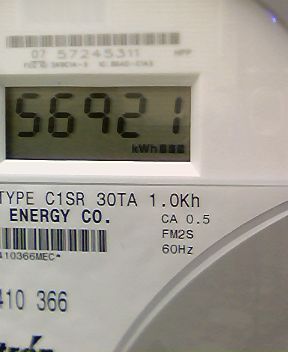 07 57245311
56921
kWh
TYPE C1SR 30TA 1.0Kh
ENERGY CO. CA 0.5
FM2S
60Hz
410366MEC*
410 366
trón